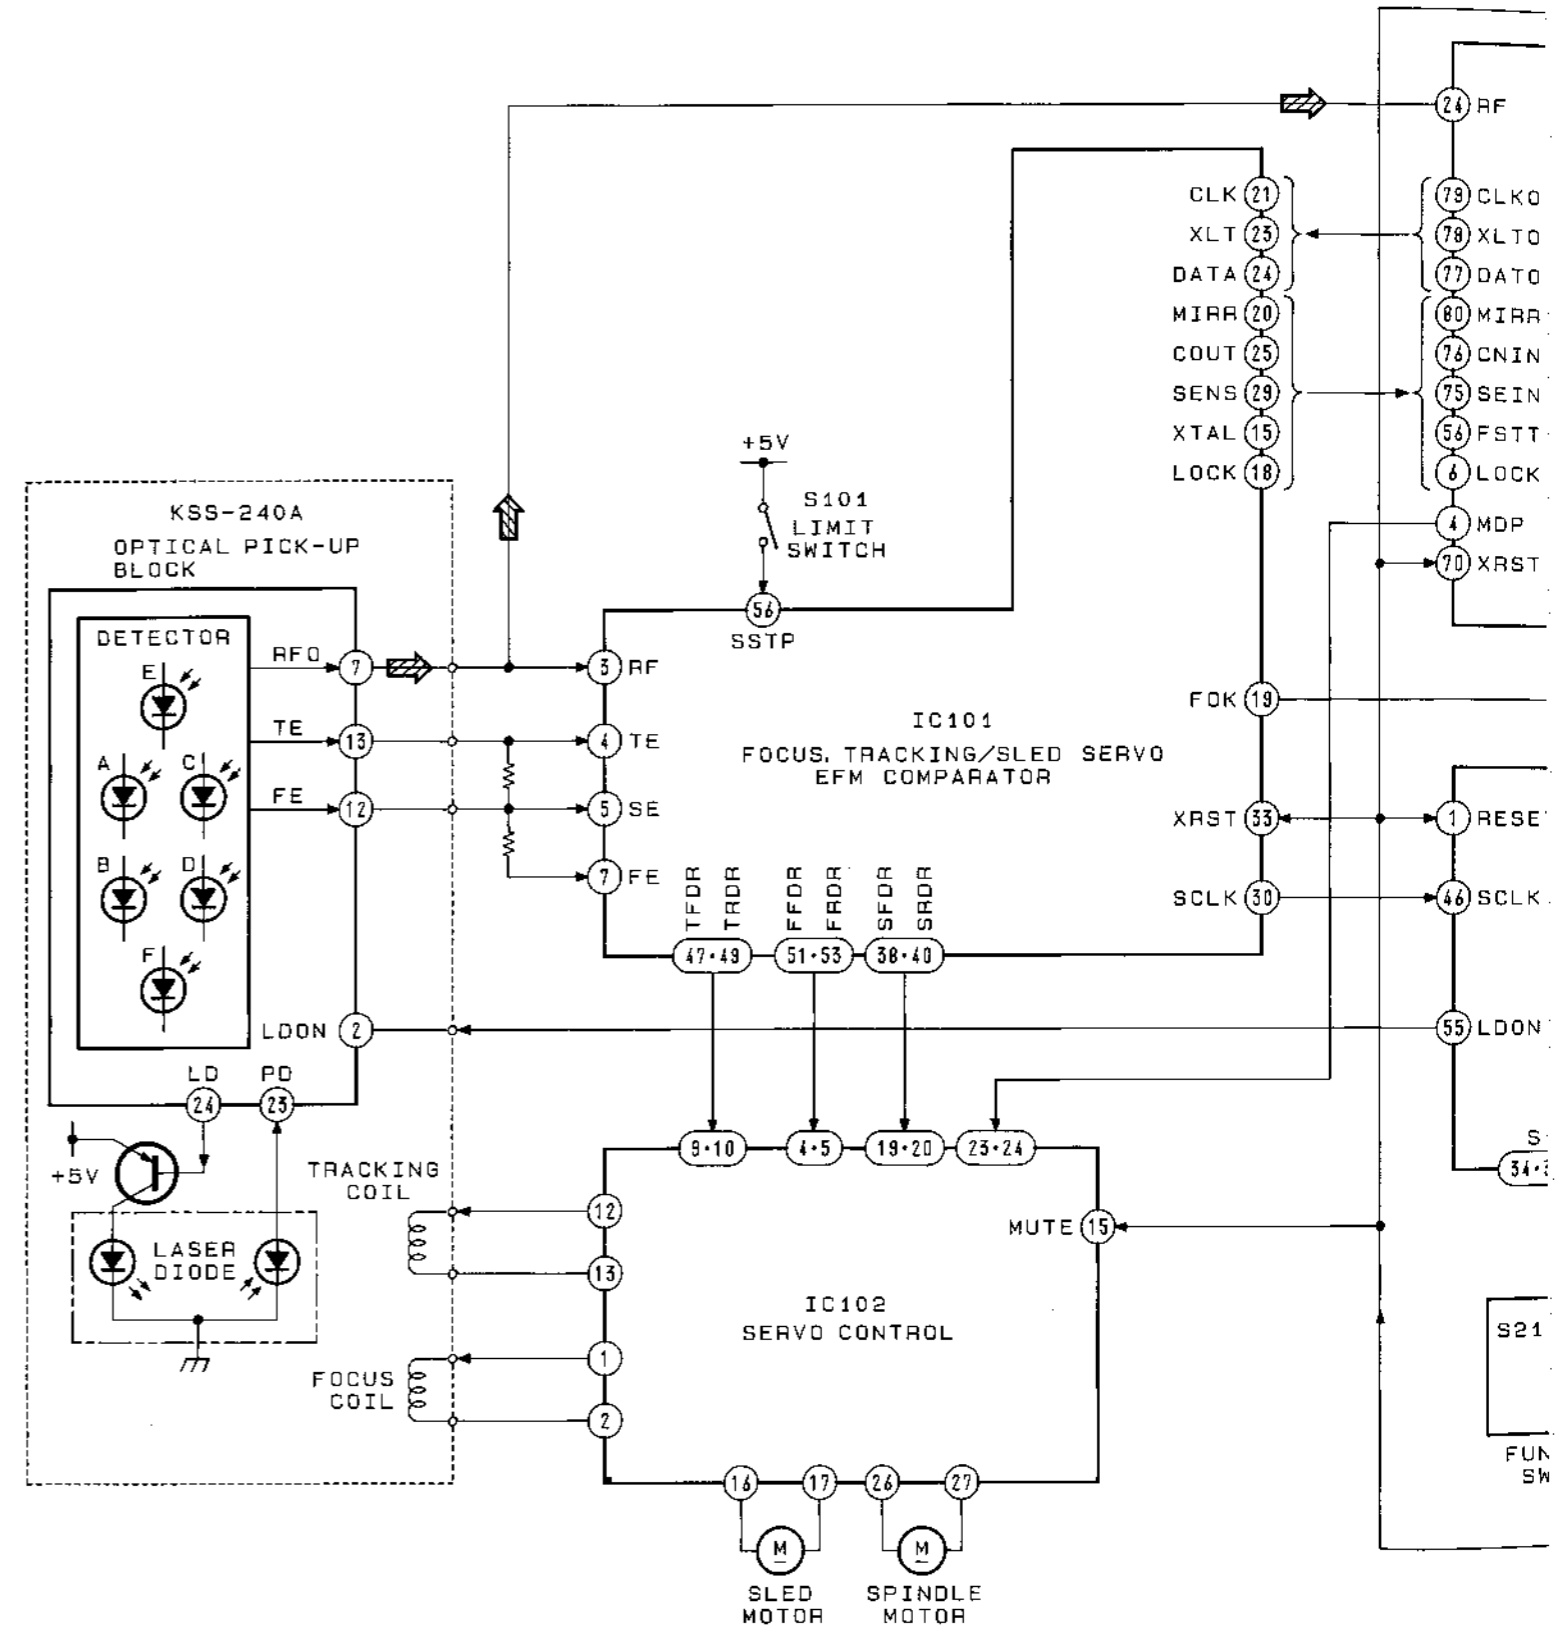 24 RF
CLK 21
79 CLKO
XLT 23
78 XLTO
DATA 24
77 DATO
MIRR 20
80 MIRR
COUT 25
76 CNIN
SENS 29
75 SEIN
XTAL 15
56 FSTT
LOCK 18
6 LOCK
4 MDP
70 XRST
+5V
S101
LIMIT
SWITCH
56
SSTP
KSS-240A
OPTICAL PICK-UP
BLOCK
DETECTOR
RFO 7
TE 13
FE 12
E
A
C
B
D
F
LDON 2
LD
PD
24
23
+5V
LASER
DIODE
TRACKING
COIL
FOCUS
COIL
3 RF
4 TE
5 SE
7 FE
IC101
FOCUS. TRACKING/SLED SERVO
EFM COMPARATOR
FOK 19
XRST 33
SCLK 30
TFDR
TRDR
FFDR
FRDR
SFDR
SRDR
47•49
51•53
38•40
1 RESE
46 SCLK
55 LDON
S
34•
9•10
4•5
19•20
23•24
12
13
1
2
MUTE 15
IC102
SERVO CONTROL
16
17
26
27
M
M
SLED
MOTOR
SPINDLE
MOTOR
S21
FUN
SW